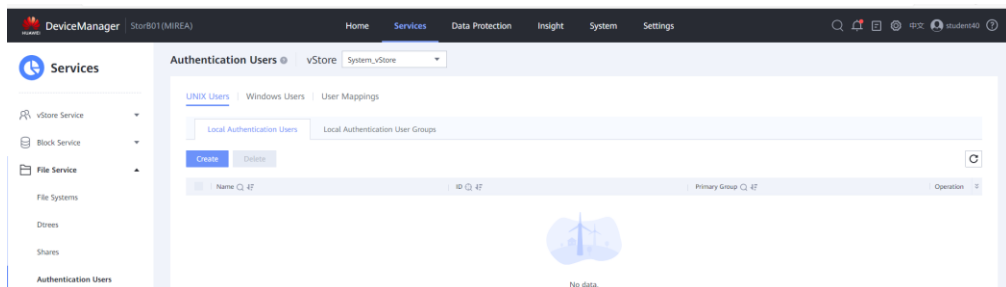 HUAWEI DeviceManager StorB01(MIREA) Home Services Data Protection Insight System Settings 中文 student40
Services
Authentication Users vStore System_vStore
UNIX Users Windows Users User Mappings
vStore Service
Local Authentication Users Local Authentication User Groups
Block Service
Create Delete
File Service
Name ID Primary Group Operation
File Systems
Dtrees
Shares
Authentication Users
No data.